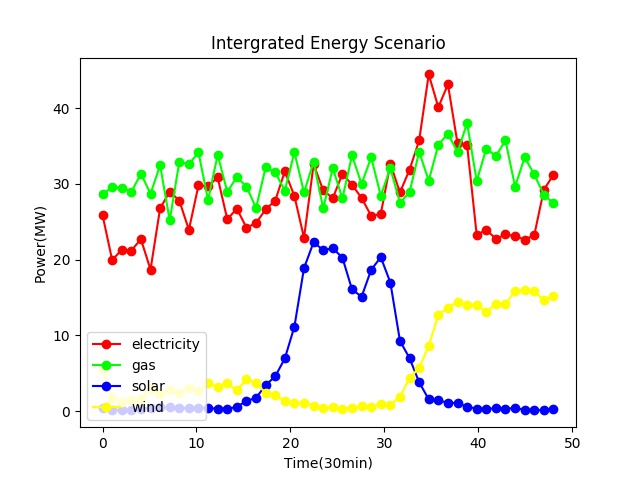 Intergrated Energy Scenario
Power(MW)
40
30
20
10
0
electricity
gas
solar
wind
0 10 20 30 40 50
Time(30min)